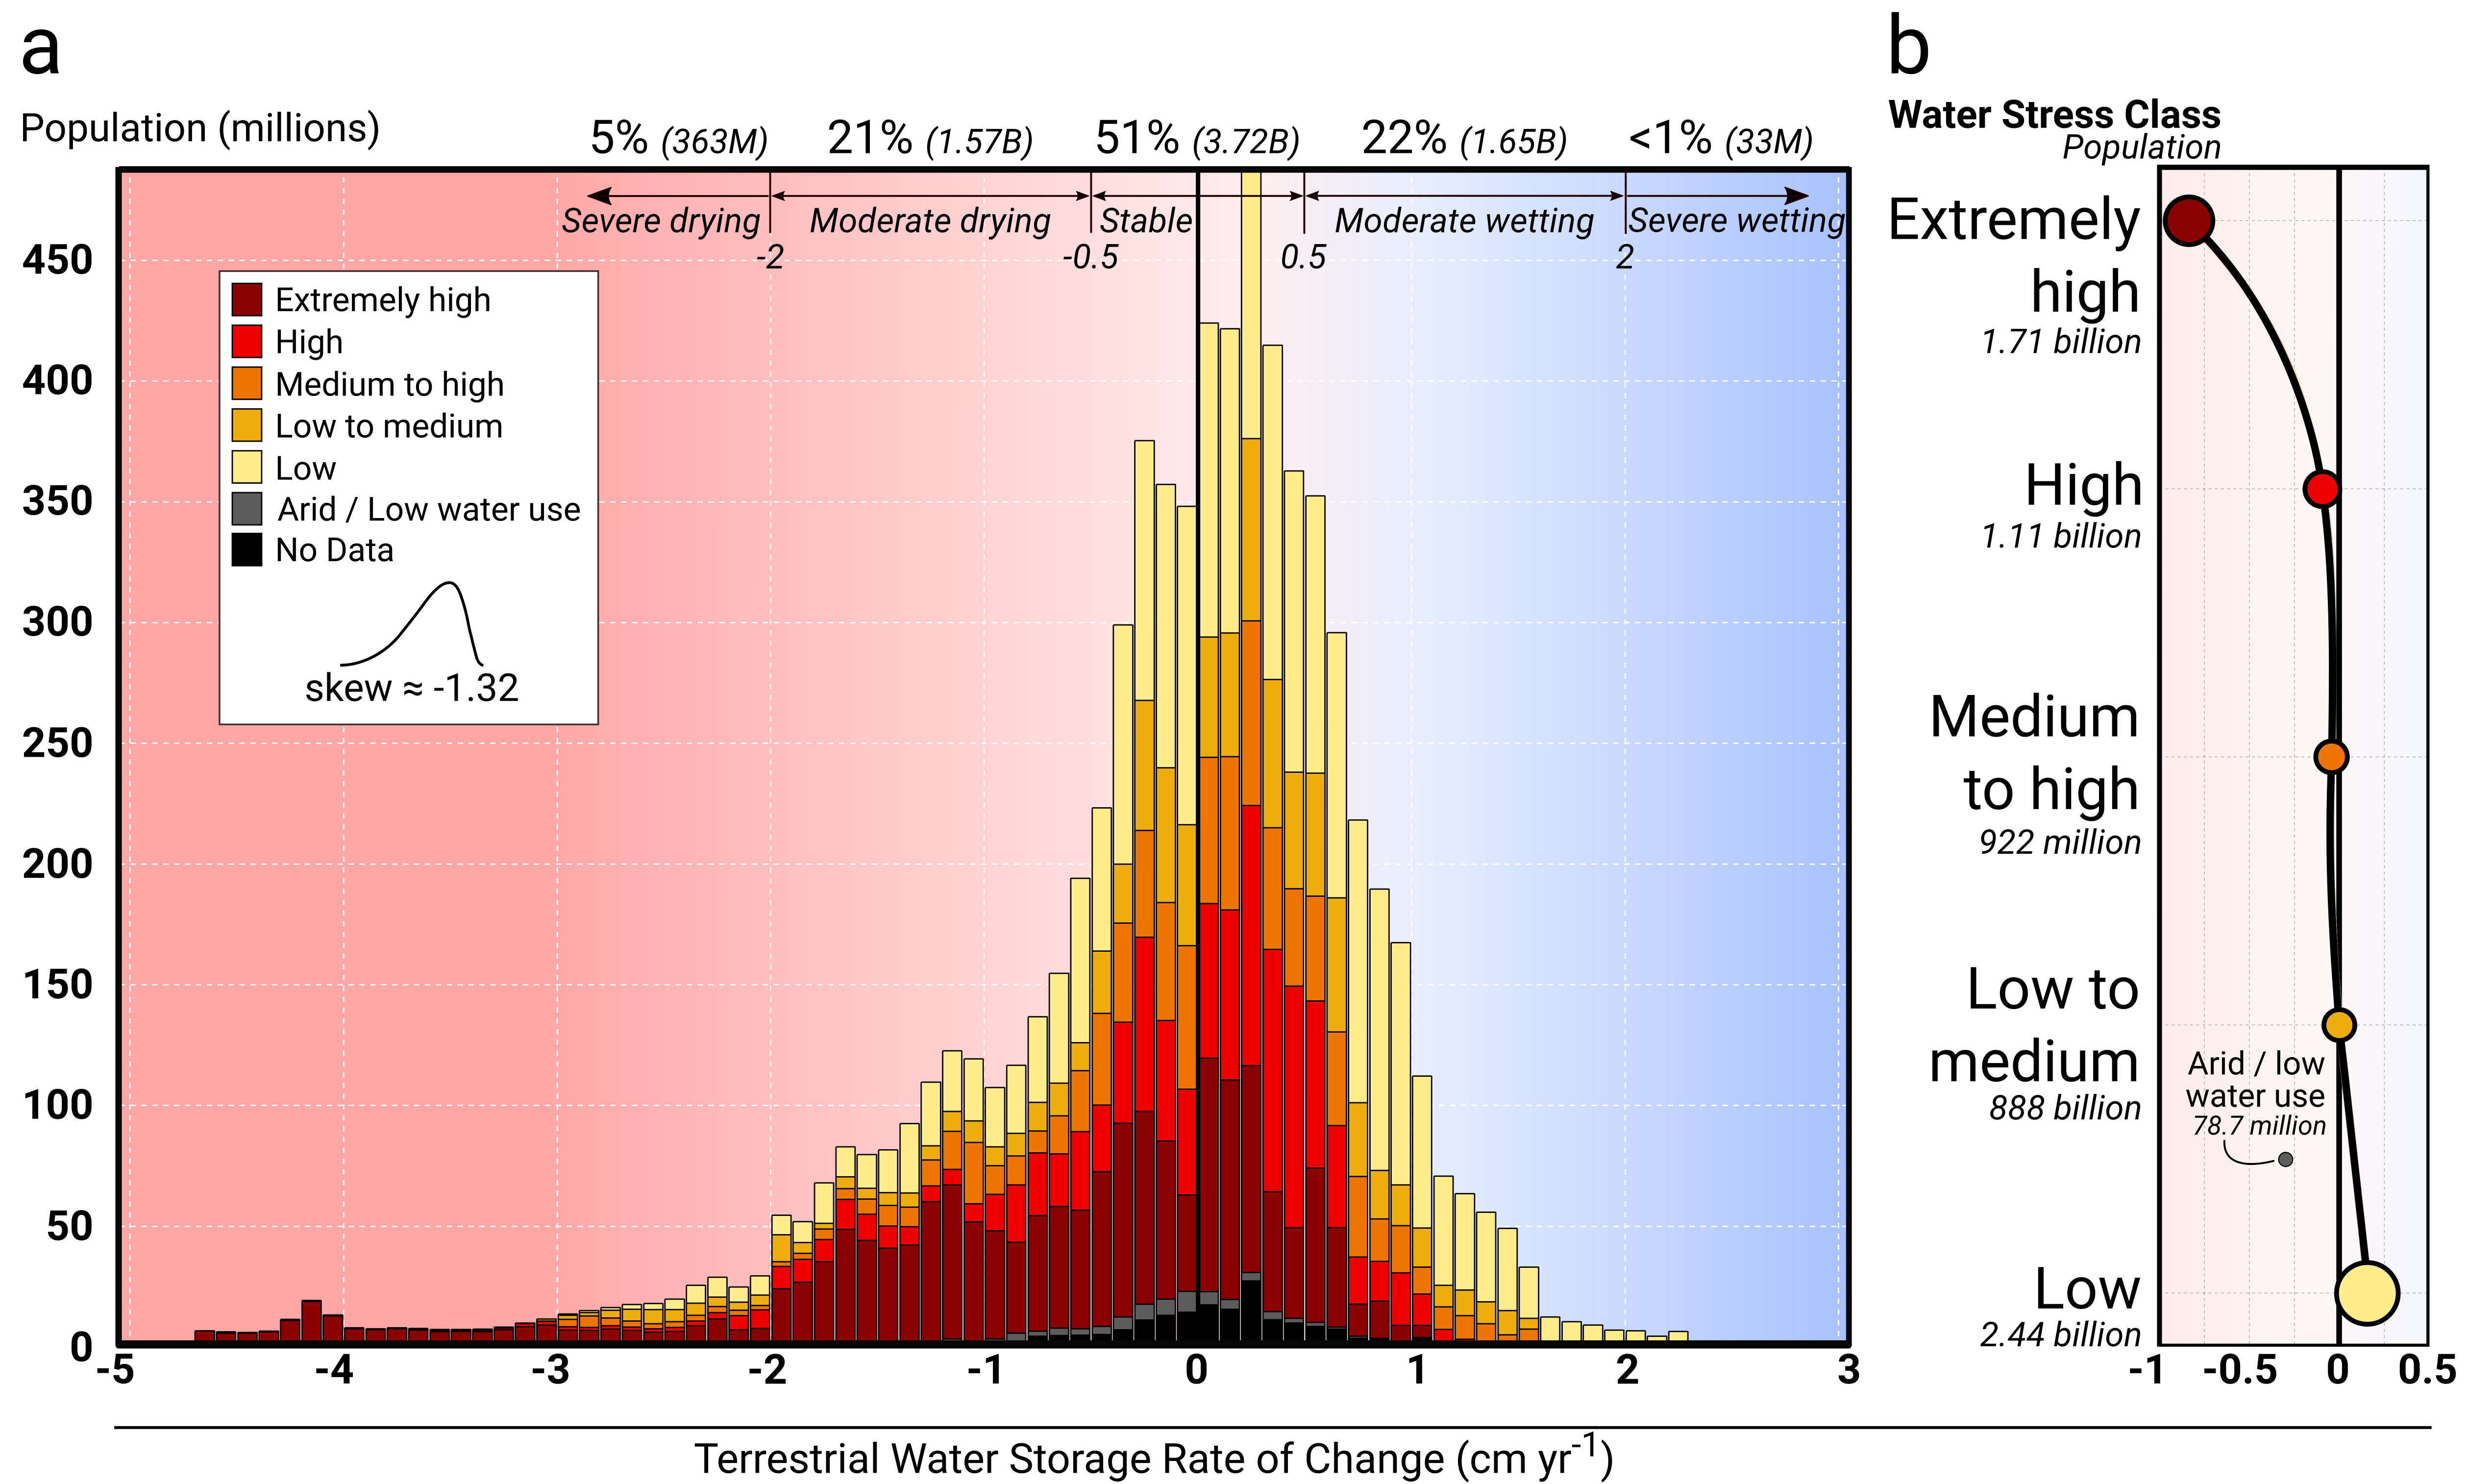 a
Population (millions)
5% (363M)
21% (1.57B)
51% (3.72B)
22% (1.65B)
<1% (33M)
Severe drying
Moderate drying
Stable
Moderate wetting
Severe wetting
-2
-0.5
0.5
2
450
400
350
300
250
200
150
100
50
0
Extremely high
High
Medium to high
Low to medium
Low
Arid / Low water use
No Data
skew ≈ -1.32
-5
-4
-3
-2
-1
0
1
2
3
b
Water Stress Class
Population
Extremely
high
1.71 billion
High
1.11 billion
Medium
to high
922 million
Low to
medium
888 billion
Arid / low
water use
78.7 million
Low
2.44 billion
-1
-0.5
0
0.5
Terrestrial Water Storage Rate of Change (cm yr-1)